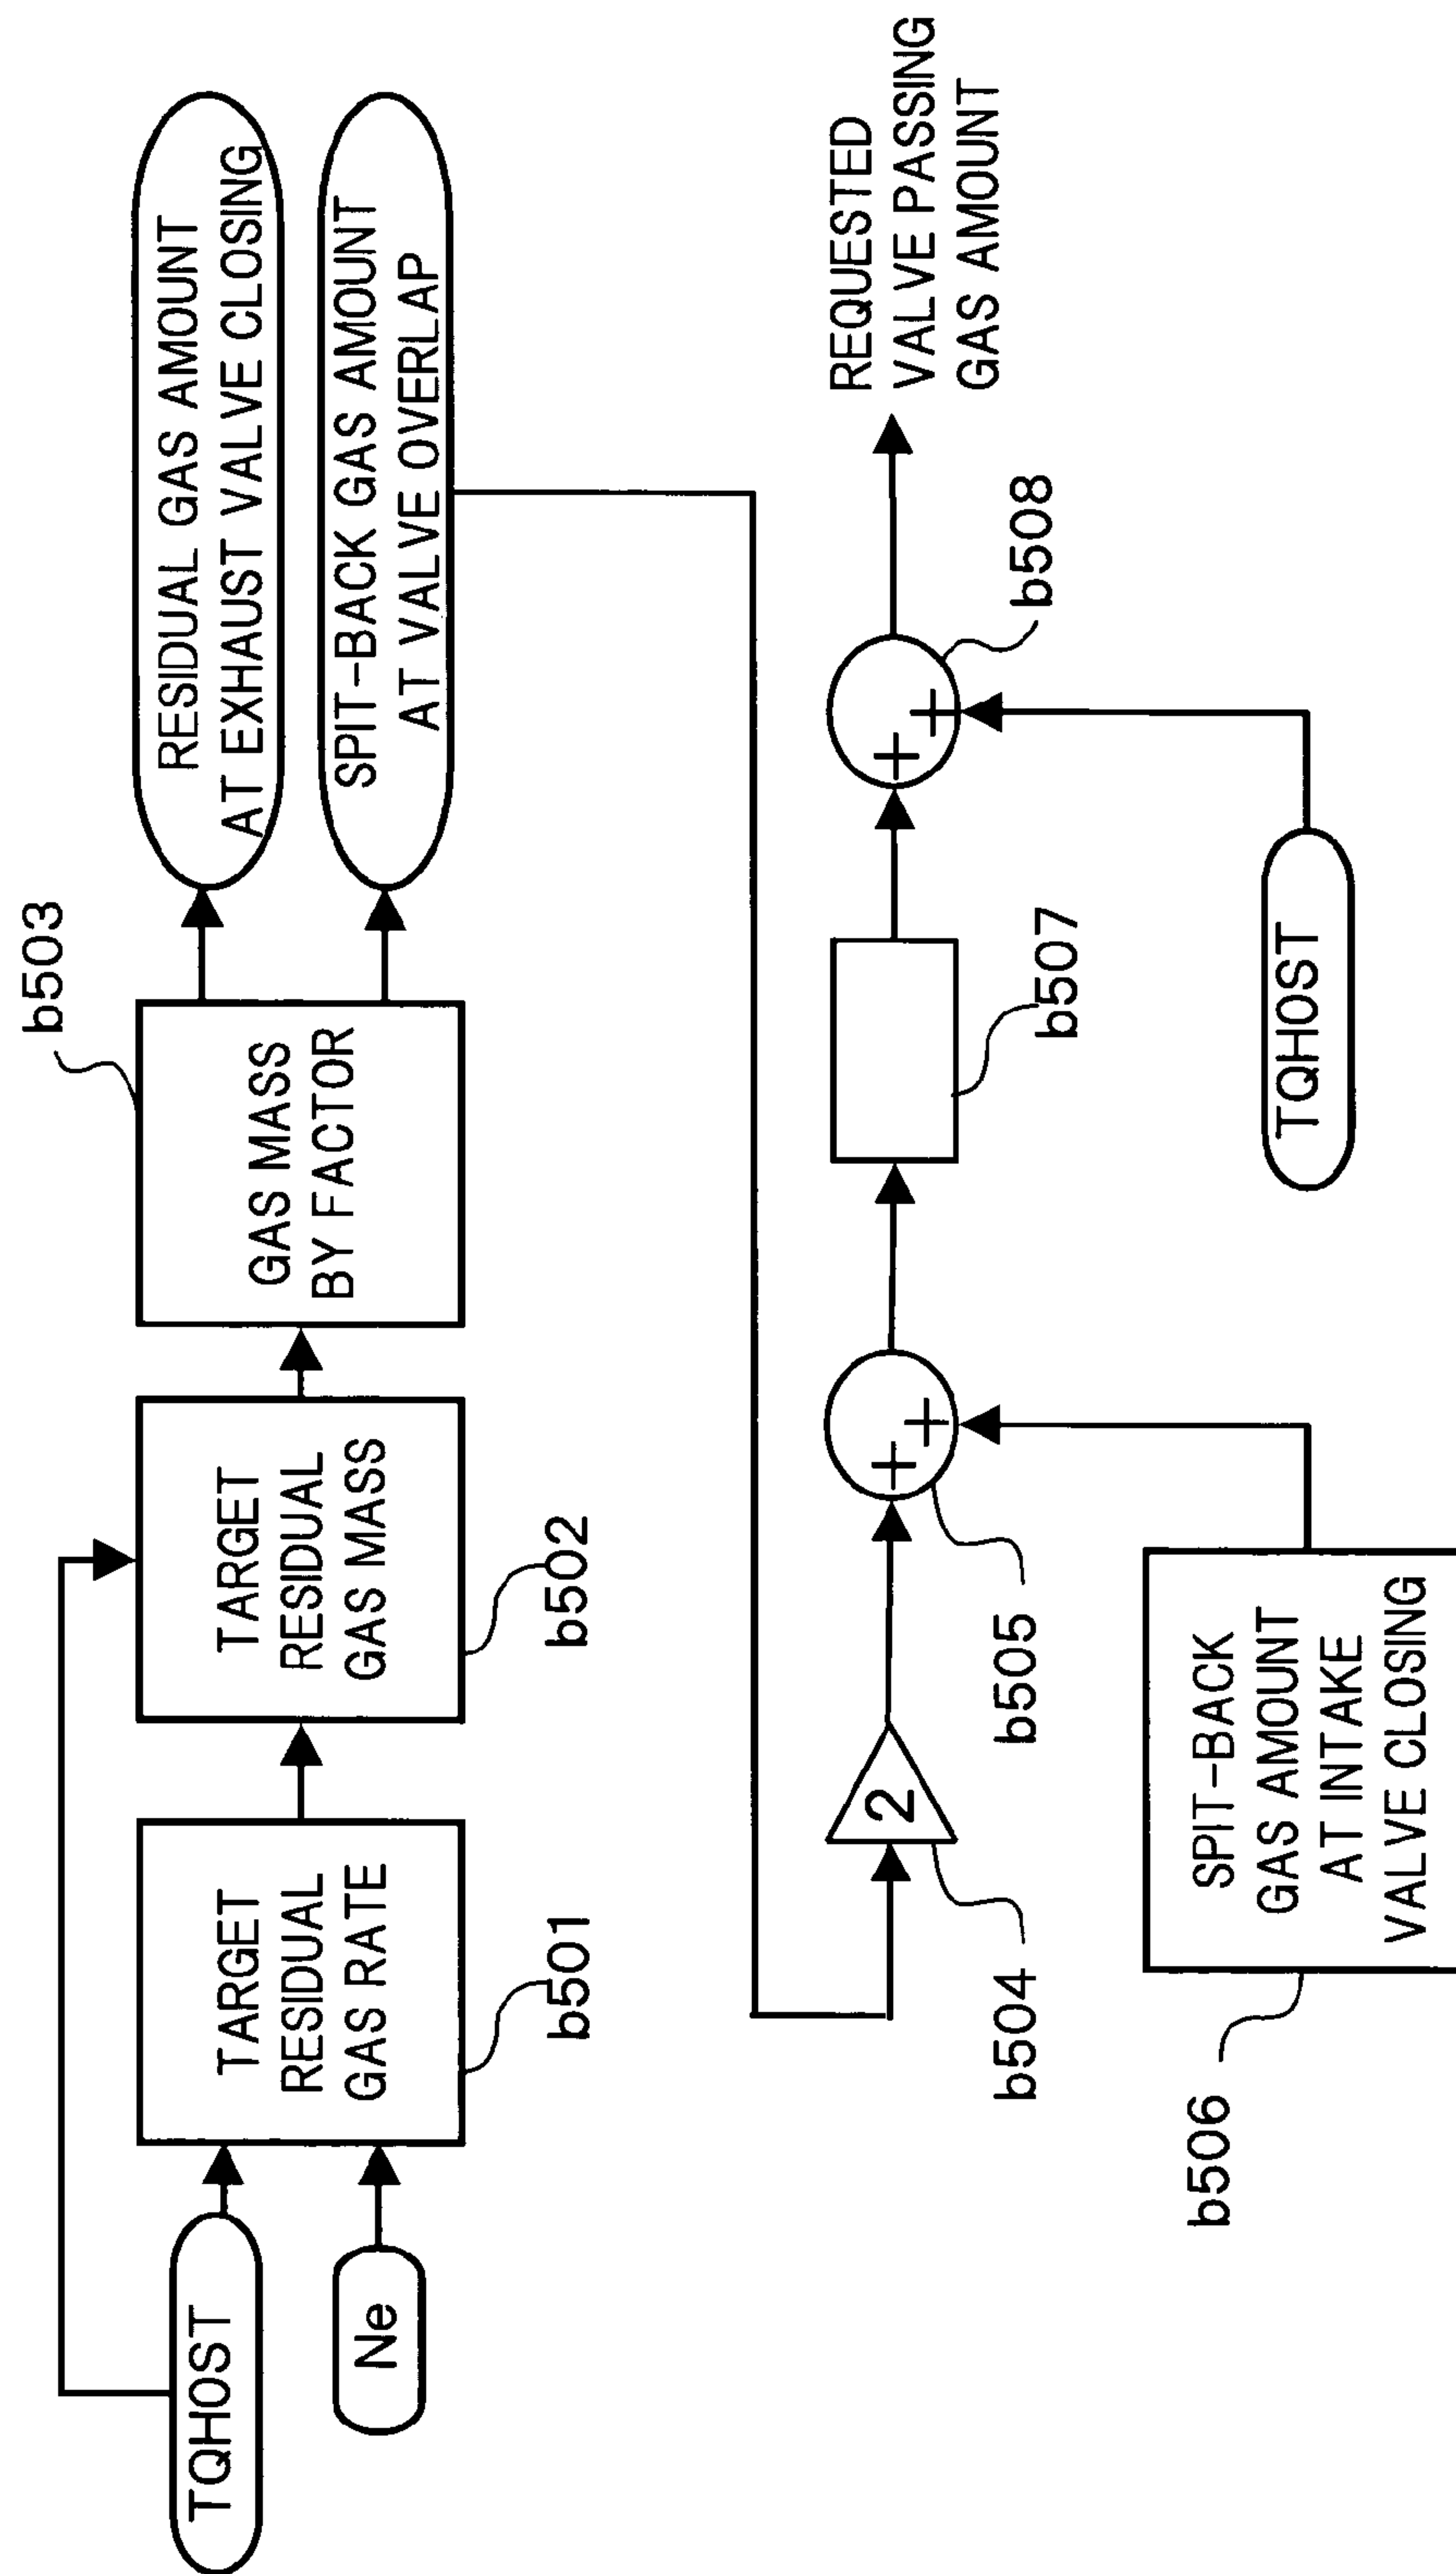 TQHOST
Ne
TARGET
RESIDUAL
GAS RATE
b501
TARGET
RESIDUAL
GAS MASS
b502
GAS MASS
BY FACTOR
b503
RESIDUAL GAS AMOUNT
AT EXHAUST VALVE CLOSING
SPIT-BACK GAS AMOUNT
AT VALVE OVERLAP
2
b504
+
+
b505
SPIT-BACK
GAS AMOUNT
AT INTAKE
VALVE CLOSING
b506
b507
+
+
b508
TQHOST
REQUESTED
VALVE PASSING
GAS AMOUNT